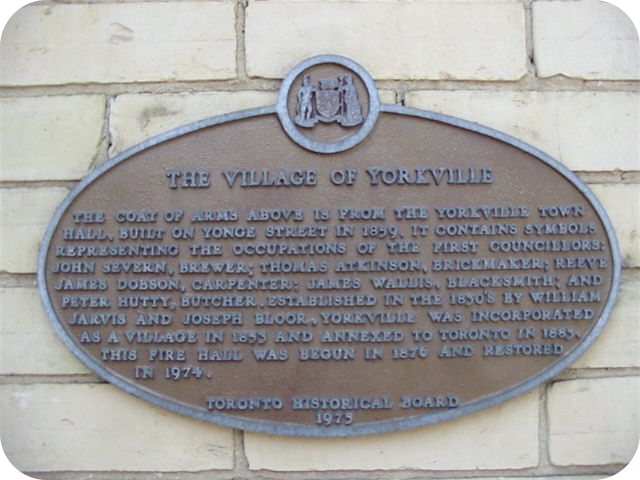 THE VILLAGE OF YORKVILLE
THE COAT OF ARMS ABOVE IS FROM THE YORKVILLE TOWN
HALL, BUILT ON YONGE STREET IN 1859. IT CONTAINS SYMBOLS
REPRESENTING THE OCCUPATIONS OF THE FIRST COUNCILLORS:
JOHN SEVERN, BREWER; THOMAS ATKINSON, BRICKMAKER; REEVE
JAMES DOBSON, CARPENTER; JAMES WALLIS, BLACKSMITH; AND
PETER HUTTY, BUTCHER. ESTABLISHED IN THE 1830'S BY WILLIAM
JARVIS AND JOSEPH BLOOR, YORKVILLE WAS INCORPORATED
AS A VILLAGE IN 1853 AND ANNEXED TO TORONTO IN 1883.
THIS FIRE HALL WAS BEGUN IN 1876 AND RESTORED
IN 1974.
TORONTO HISTORICAL BOARD
1975